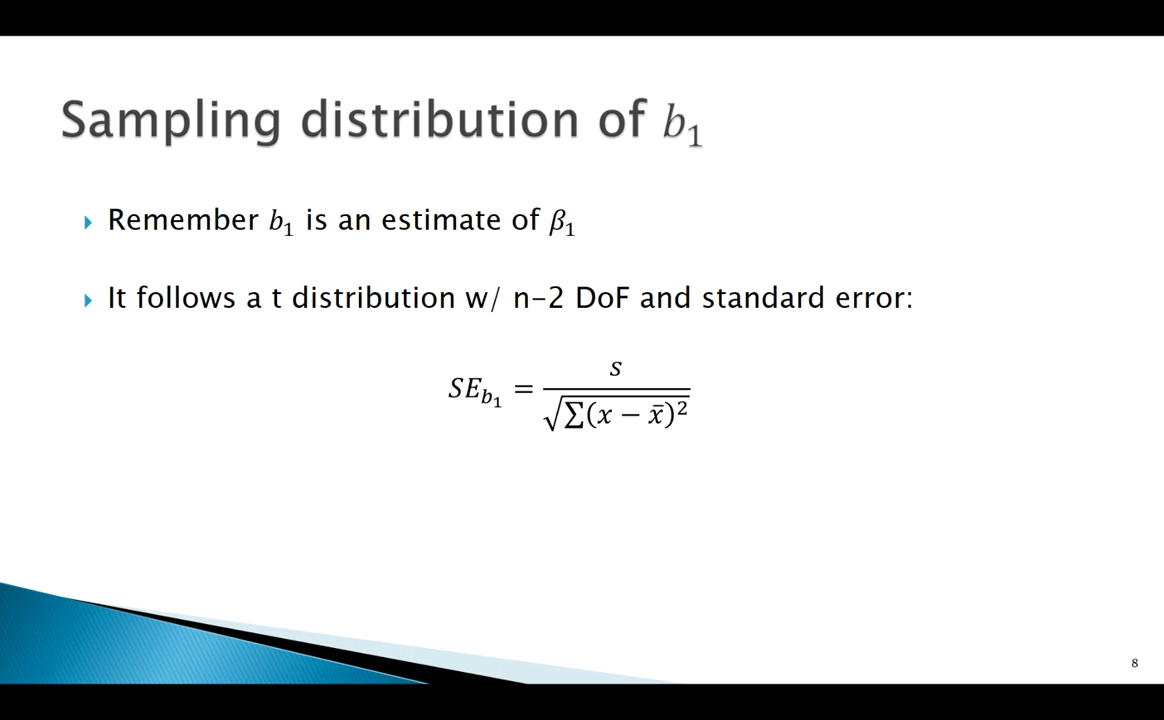 Sampling distribution of b₁
Remember b₁ is an estimate of β₁
It follows a t distribution w/ n-2 DoF and standard error:
SE_b₁ = s / √Σ(x − x̄)²
8